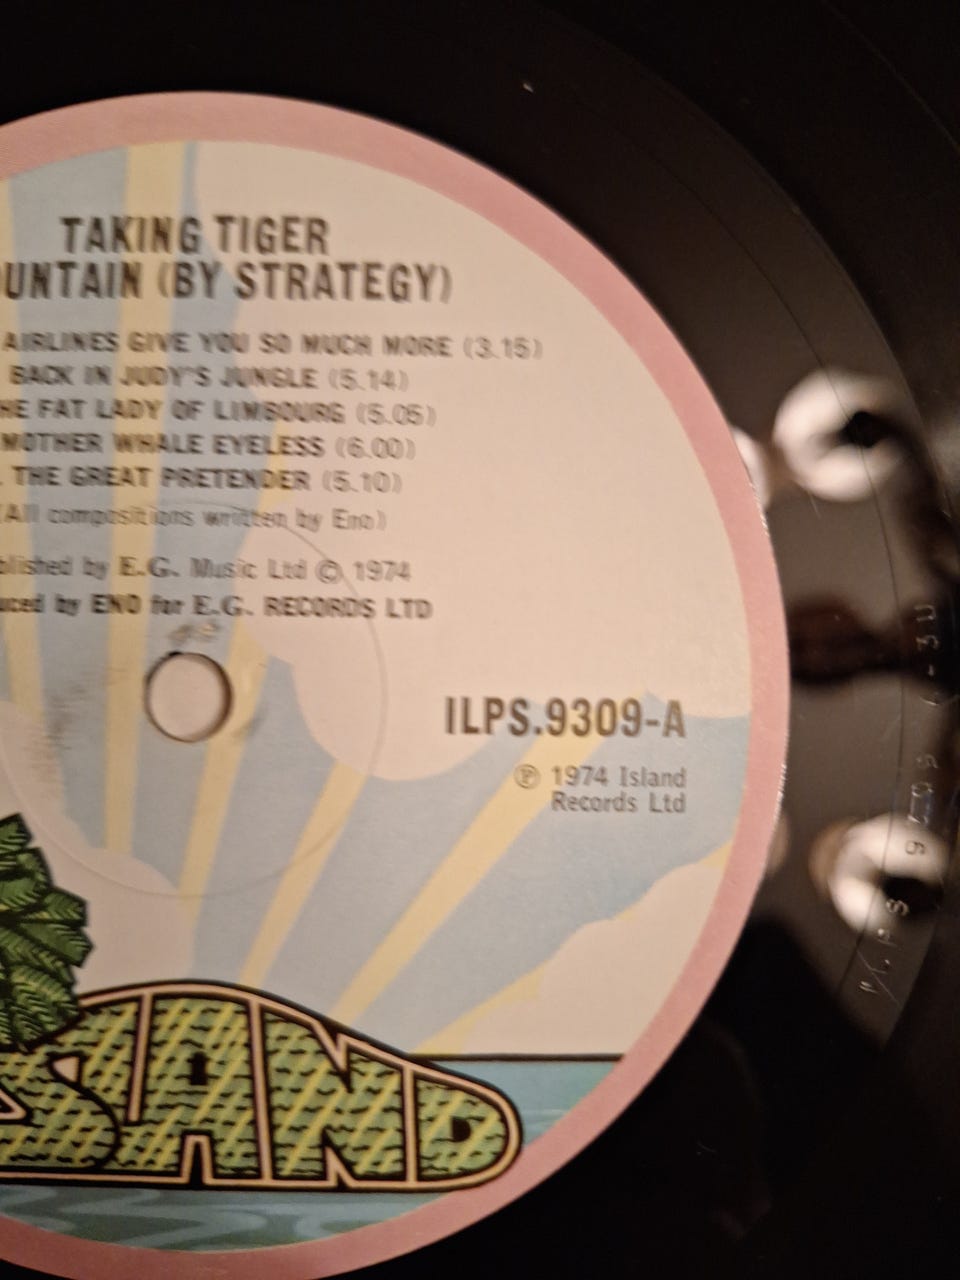 TAKING TIGER
OUNTAIN (BY STRATEGY)
AIRLINES GIVE YOU SO MUCH MORE (3.15)
BACK IN JUDY'S JUNGLE (5.14)
HE FAT LADY OF LIMBOURG (5.05)
MOTHER WHALE EYELESS (6.00)
. THE GREAT PRETENDER (5.10)
(All compositions written by Eno)
blished by E.G. Music Ltd © 1974
uced by ENO for E.G. RECORDS LTD
ILPS.9309-A
℗ 1974 Island
Records Ltd
ISLAND